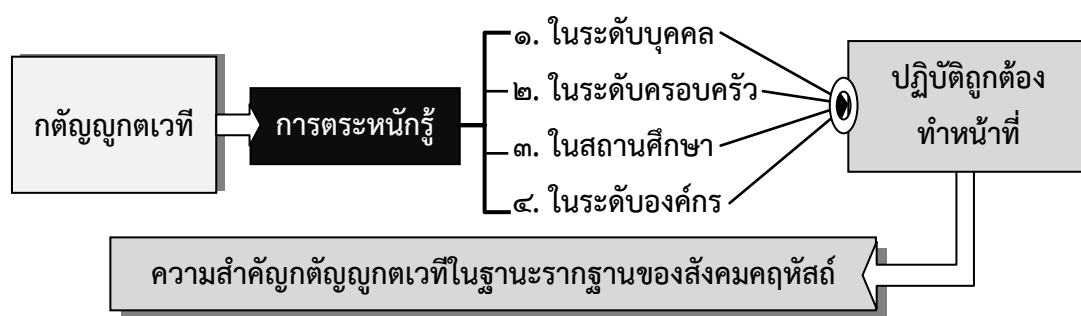 กตัญญูกตเวที
การตระหนักรู้
๑. ในระดับบุคคล
๒. ในระดับครอบครัว
๓. ในสถานศึกษา
๔. ในระดับองค์กร
ปฏิบัติถูกต้อง
ทำหน้าที่
ความสำคัญกตัญญูกตเวทีในฐานะรากฐานของสังคมคฤหัสถ์